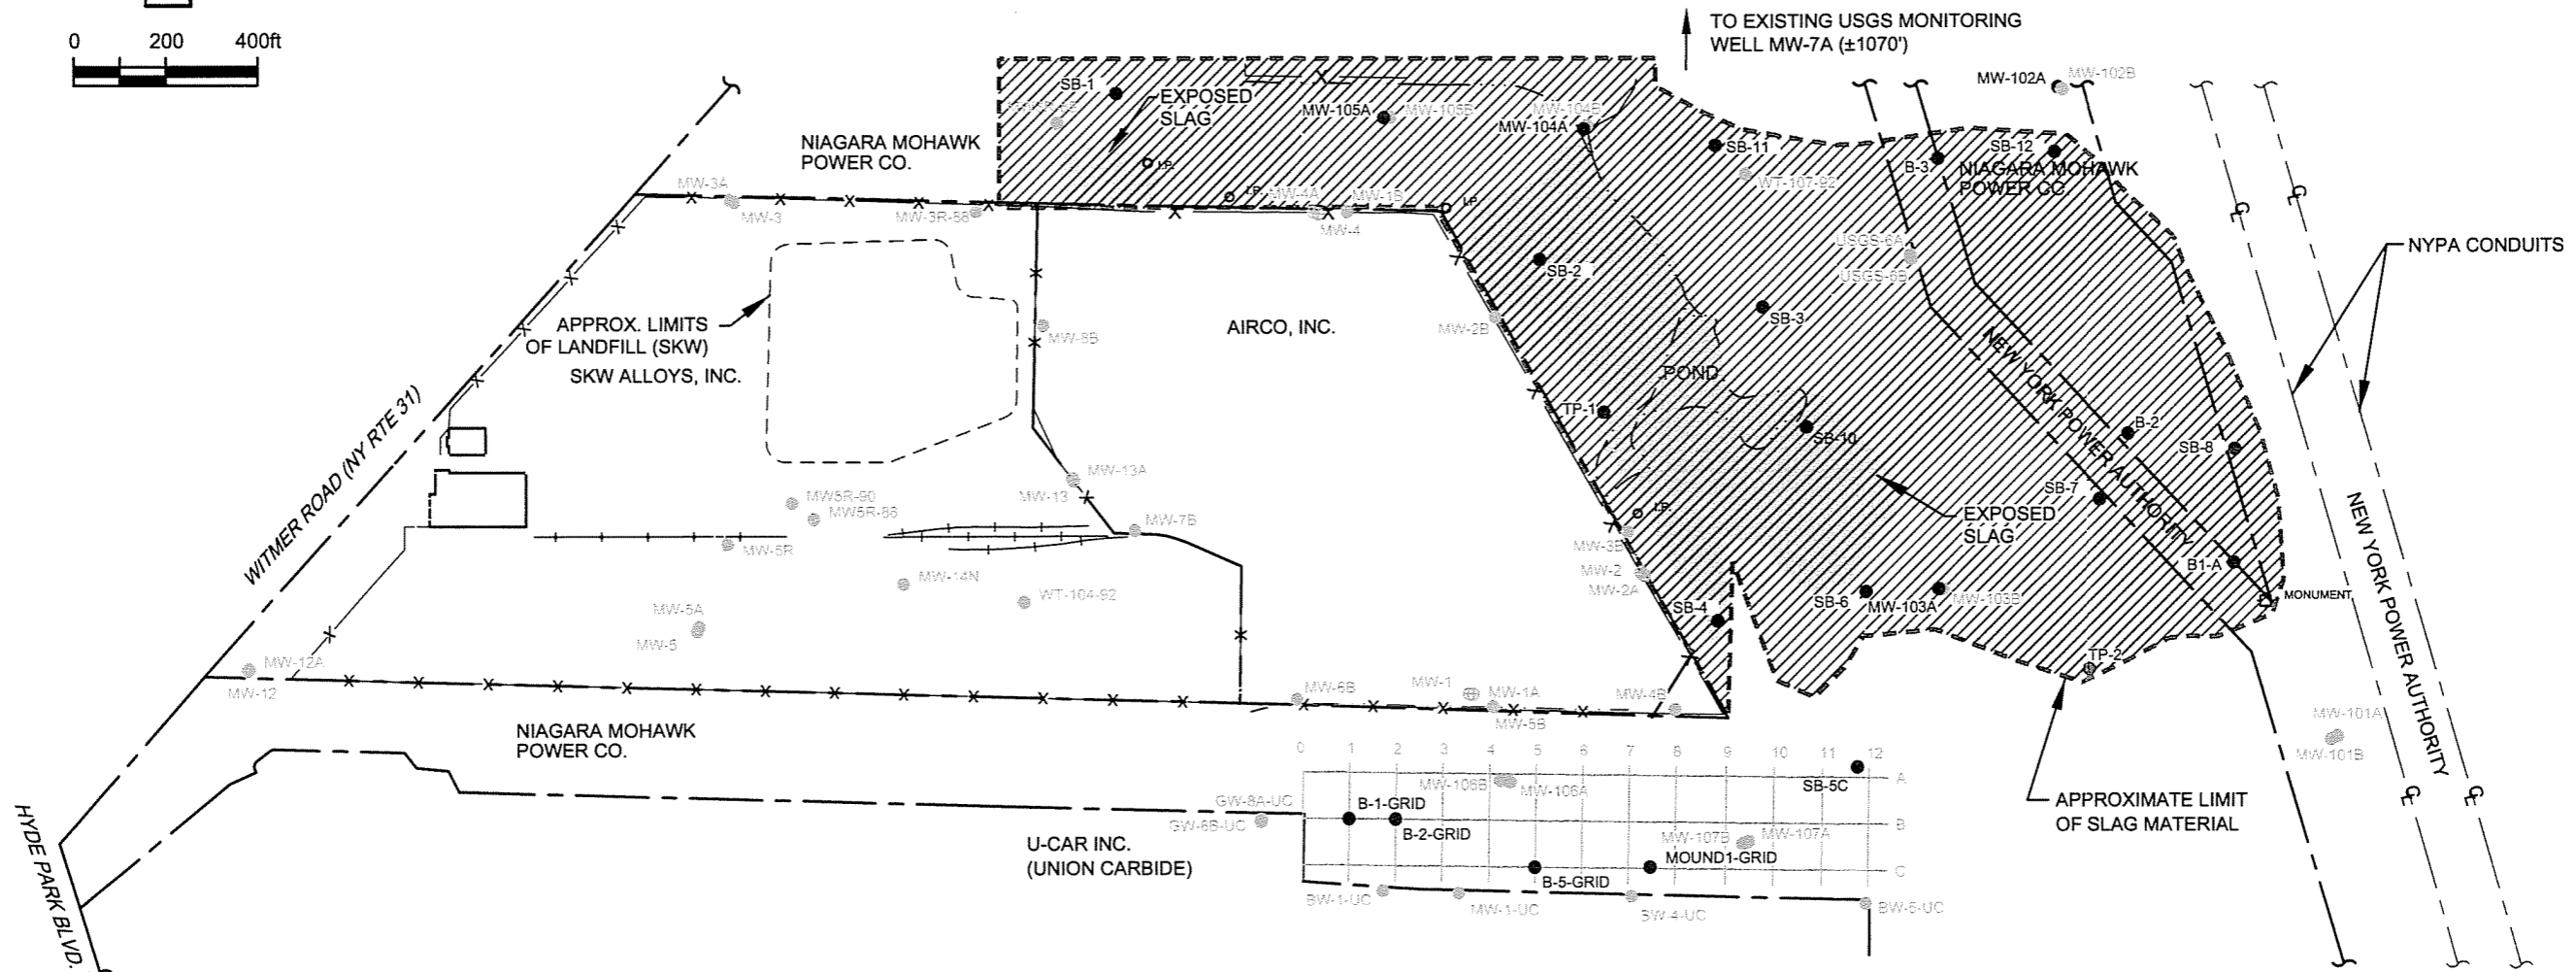 0 200 400ft
TO EXISTING USGS MONITORING
WELL MW-7A (±1070')
MW-102A
MW-102B
SB-1
EXPOSED
SLAG
MW-105A
MW-105B
MW-104B
MW-104A
SB-11
WT-107-92
B-3
SB-12
NIAGARA MOHAWK
POWER CO.
NIAGARA MOHAWK
POWER CO.
I.P.
I.P.
I.P.
MW-3A
MW-3
MW-3R-88
MW-4A
MW-4
MW-1B
USGS-6A
USGS-6B
NYPA CONDUITS
SB-2
SB-3
MW-2B
AIRCO, INC.
APPROX. LIMITS
OF LANDFILL (SKW)
SKW ALLOYS, INC.
MW-8B
POND
NEW YORK POWER AUTHORITY
TP-1
SB-10
B-2
SB-8
SB-7
WITMER ROAD (NY RTE 31)
MW-13A
MW-13
MW5R-90
MW5R-88
MW-5R
MW-7B
I.P.
MW-3B
EXPOSED
SLAG
B1-A
MW-2
MW-2A
MW-14N
WT-104-92
SB-4
SB-6
MW-103A
MW-103B
MONUMENT
NEW YORK POWER AUTHORITY
MW-5A
MW-5
MW-12A
MW-12
TP-2
MW-6B
MW-1
MW-1A
MW-5B
MW-4B
MW-101A
MW-101B
NIAGARA MOHAWK
POWER CO.
0 1 2 3 4 5 6 7 8 9 10 11 12
A
MW-106B
MW-106A
SB-5C
APPROXIMATE LIMIT
OF SLAG MATERIAL
GW-8A-UC
GW-6B-UC
B-1-GRID
B-2-GRID
B
MW-107B
MW-107A
U-CAR INC.
(UNION CARBIDE)
MOUND1-GRID
B-5-GRID
C
BW-1-UC
MW-1-UC
BW-4-UC
BW-5-UC
HYDE PARK BLVD.